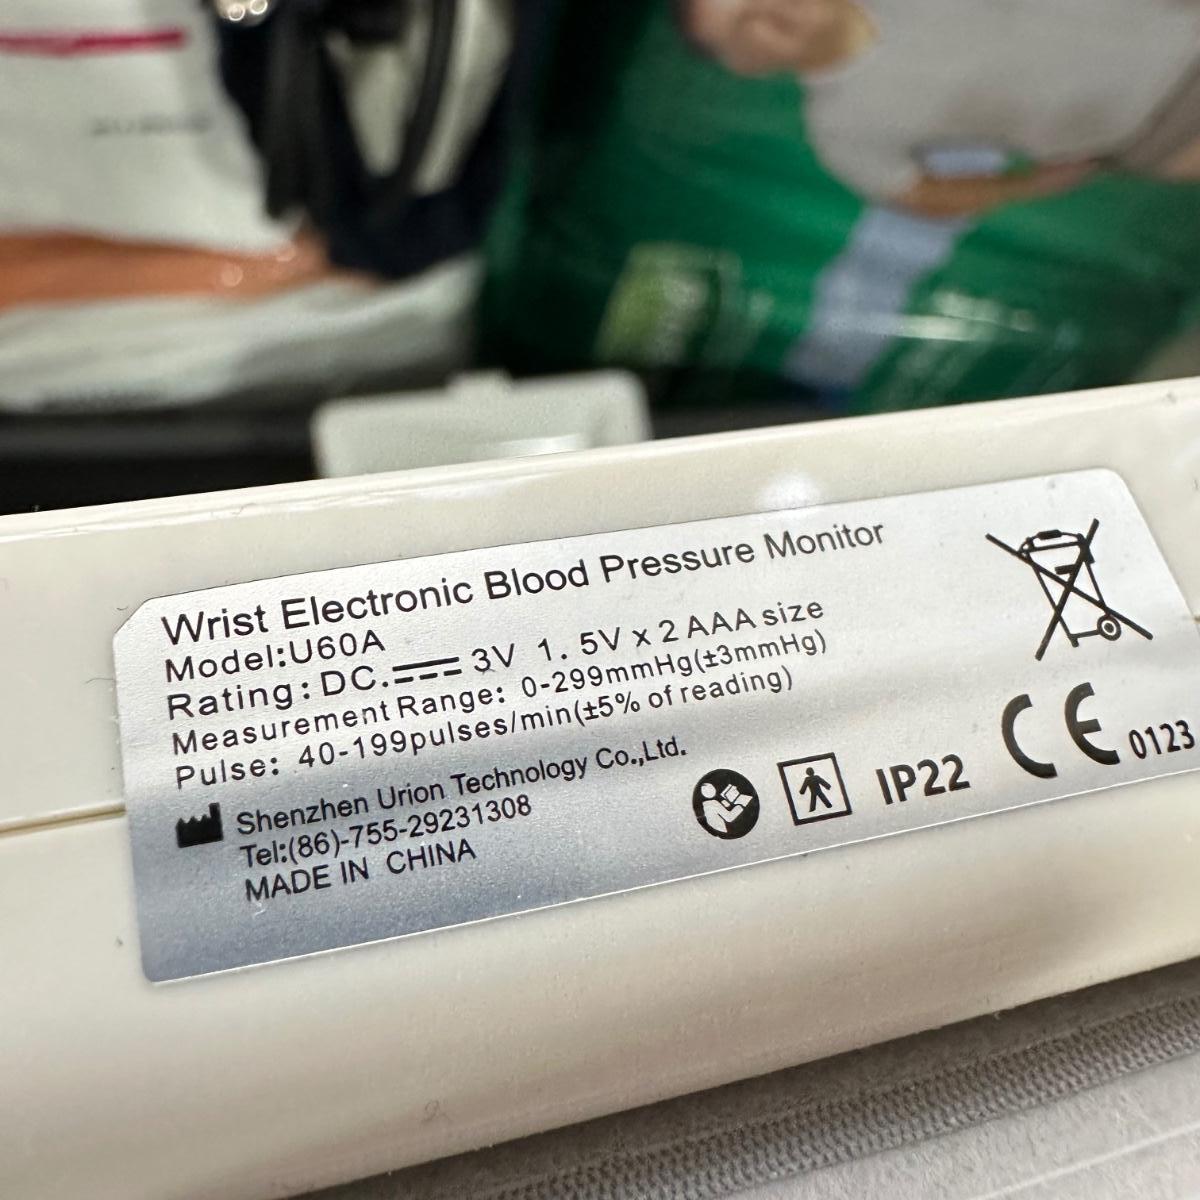 Wrist Electronic Blood Pressure Monitor
Model:U60A
Rating: DC. 3V 1. 5V x 2 AAA size
Measurement Range: 0-299mmHg(±3mmHg)
Pulse: 40-199pulses/min(±5% of reading)
Shenzhen Urion Technology Co.,Ltd.
Tel:(86)-755-29231308
MADE IN CHINA
IP22
CE 0123